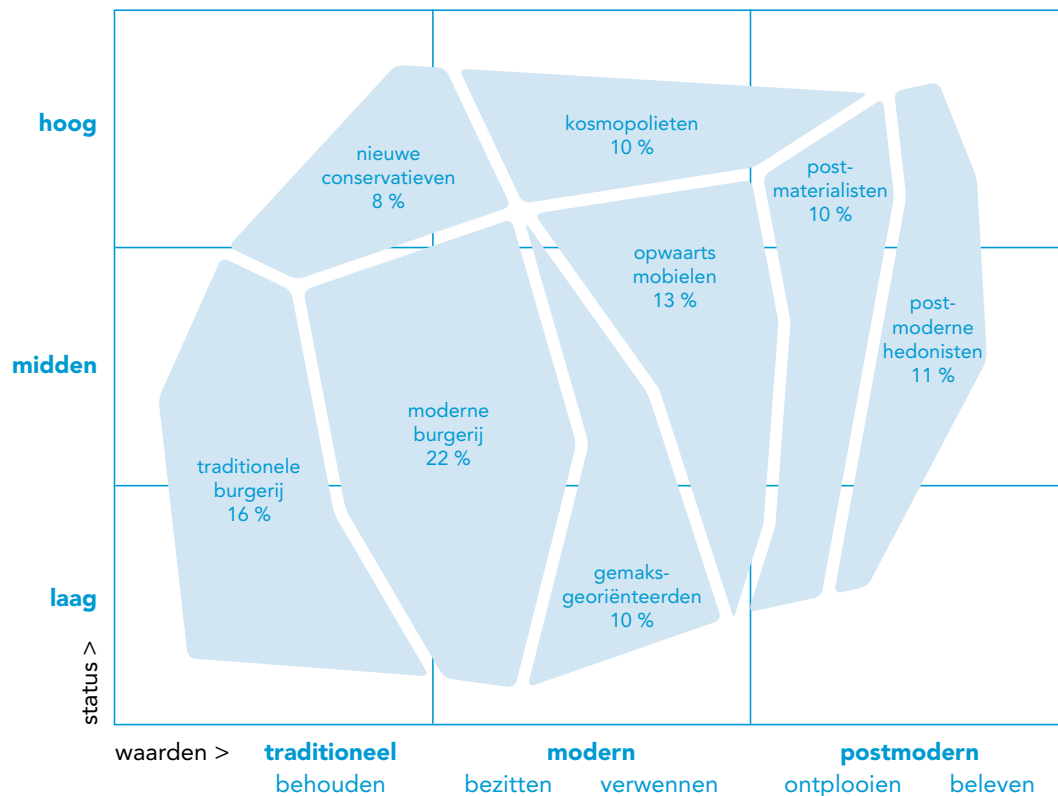 hoog
kosmopolieten
10 %
nieuwe
conservatieven
8 %
post-
materialisten
10 %
opwaarts
mobielen
13 %
midden
post-
moderne
hedonisten
11 %
moderne
burgerij
22 %
traditionele
burgerij
16 %
laag
gemaks-
georiënteerden
10 %
status >
waarden > traditioneel modern postmodern
behouden bezitten verwennen ontplooien beleven